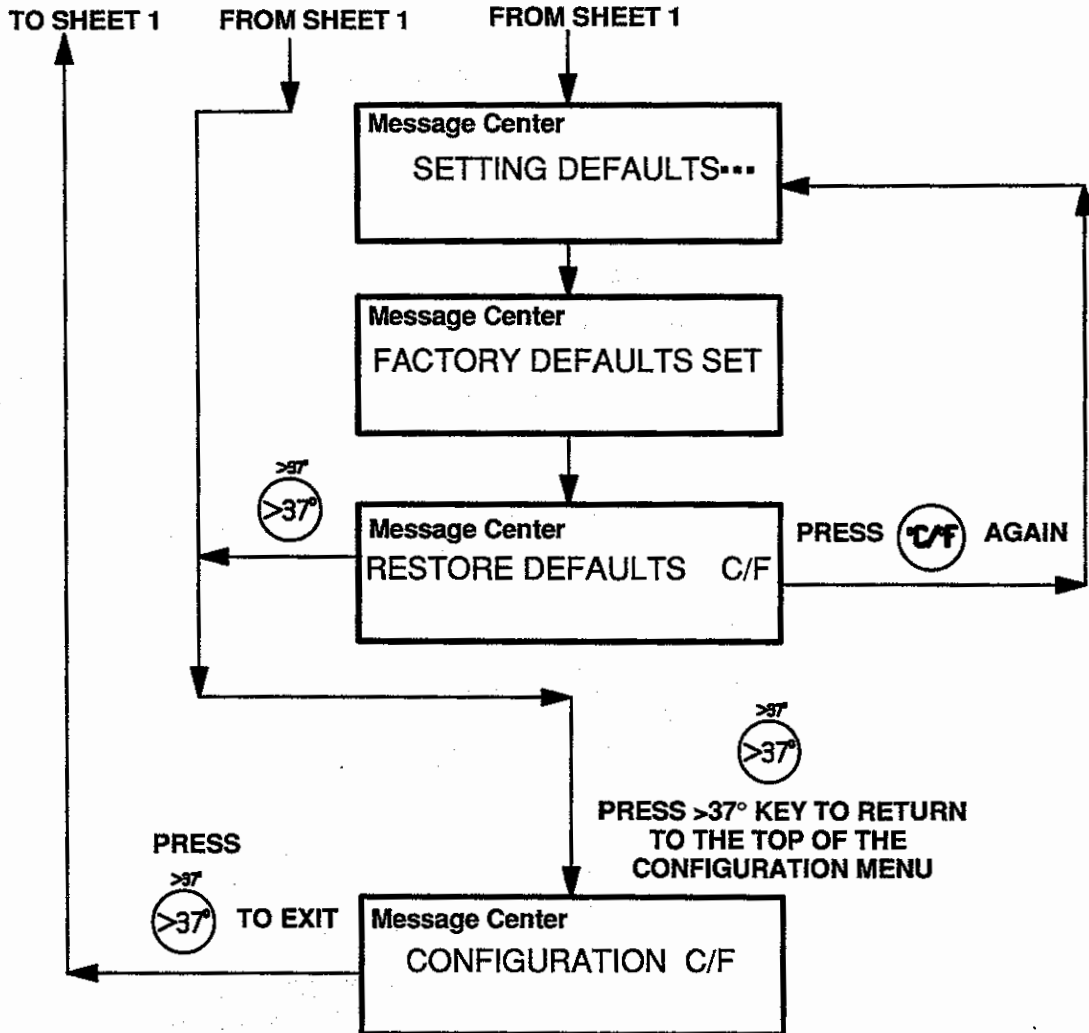 TO SHEET 1 FROM SHEET 1 FROM SHEET 1
Message Center
SETTING DEFAULTS...
Message Center
FACTORY DEFAULTS SET
>37°
>37°
Message Center
RESTORE DEFAULTS C/F
PRESS °C/°F AGAIN
>37°
>37°
PRESS >37° KEY TO RETURN
TO THE TOP OF THE
CONFIGURATION MENU
PRESS
>37°
>37° TO EXIT
Message Center
CONFIGURATION C/F